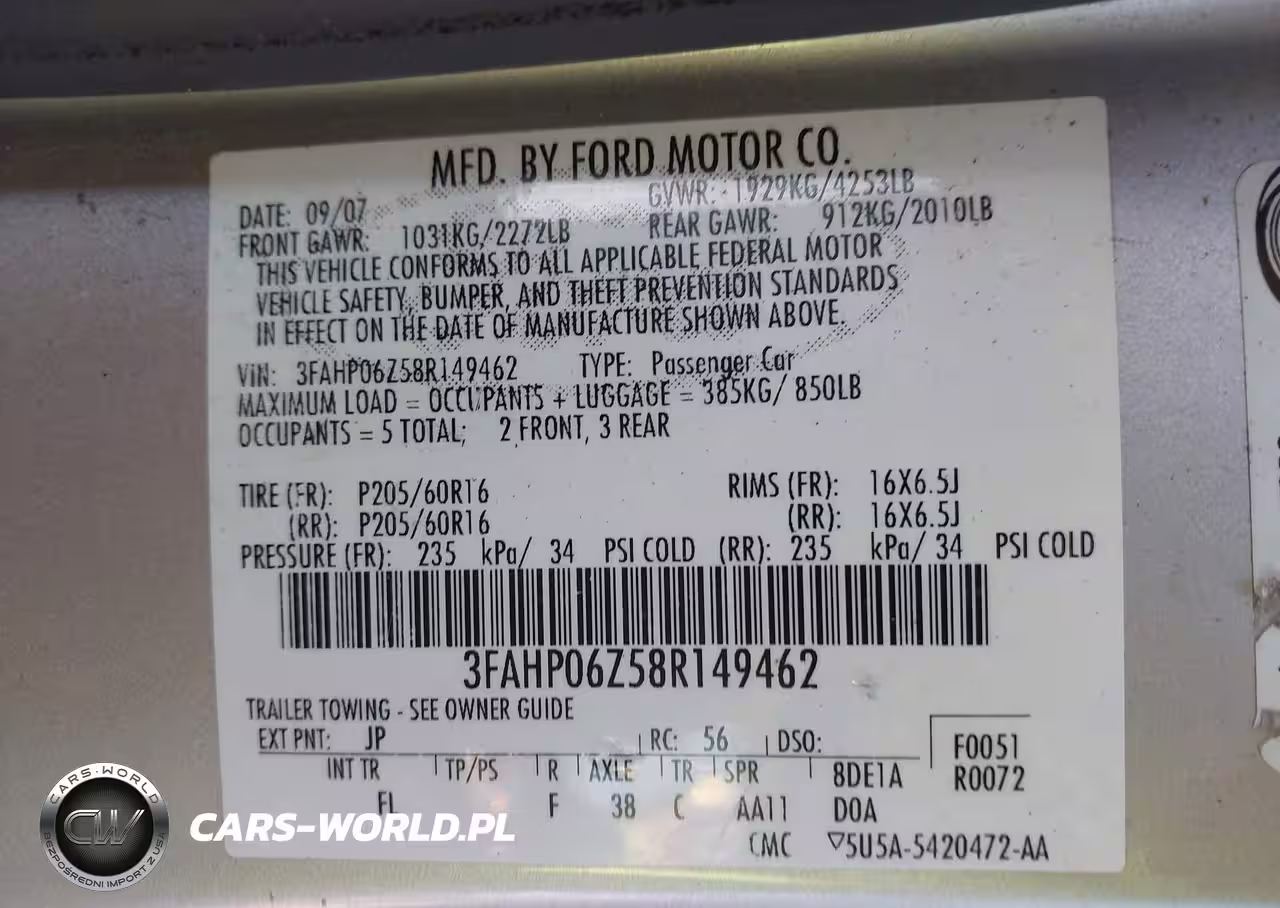 MFD. BY FORD MOTOR CO.
DATE: 09/07 GVWR: 1929KG/4253LB
FRONT GAWR: 1031KG/2272LB REAR GAWR: 912KG/2010LB
THIS VEHICLE CONFORMS TO ALL APPLICABLE FEDERAL MOTOR
VEHICLE SAFETY, BUMPER, AND THEFT PREVENTION STANDARDS
IN EFFECT ON THE DATE OF MANUFACTURE SHOWN ABOVE.
VIN: 3FAHP06Z58R149462 TYPE: Passenger Car
MAXIMUM LOAD = OCCUPANTS + LUGGAGE = 385KG/ 850LB
OCCUPANTS = 5 TOTAL; 2 FRONT, 3 REAR
TIRE (FR): P205/60R16 RIMS (FR): 16X6.5J
(RR): P205/60R16 (RR): 16X6.5J
PRESSURE (FR): 235 kPa/ 34 PSI COLD (RR): 235 kPa/ 34 PSI COLD
3FAHP06Z58R149462
TRAILER TOWING - SEE OWNER GUIDE
EXT PNT: JP RC: 56 DSO: F0051
INT TR TP/PS R AXLE TR SPR 8DE1A R0072
FL F 38 C AA11 D0A
CMC ▽5U5A-5420472-AA
CARS-WORLD
CW
BEZPOŚREDNI IMPORT Z USA
CARS-WORLD.PL